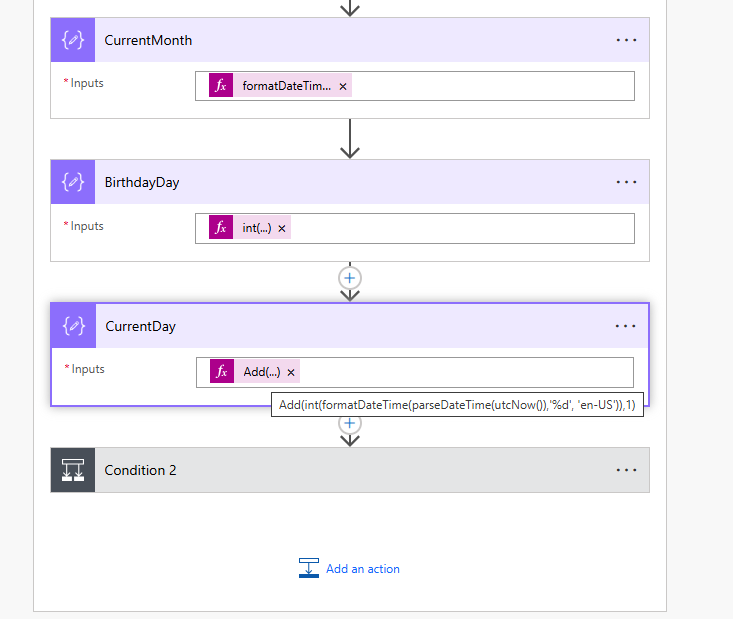 CurrentMonth
* Inputs
fx formatDateTim... ×
BirthdayDay
* Inputs
fx int(...) ×
CurrentDay
* Inputs
fx Add(...) ×
Add(int(formatDateTime(parseDateTime(utcNow()),'%d', 'en-US')),1)
Condition 2
Add an action